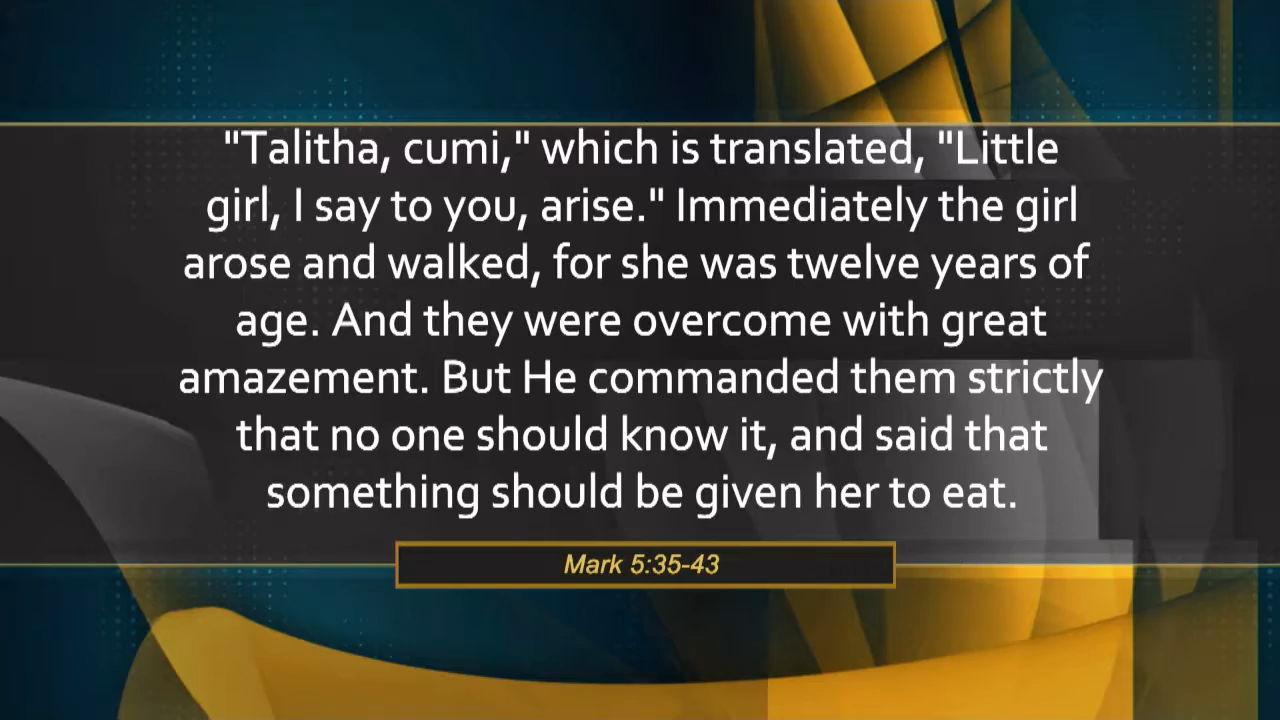 "Talitha, cumi," which is translated, "Little
girl, I say to you, arise." Immediately the girl
arose and walked, for she was twelve years of
age. And they were overcome with great
amazement. But He commanded them strictly
that no one should know it, and said that
something should be given her to eat.
Mark 5:35-43